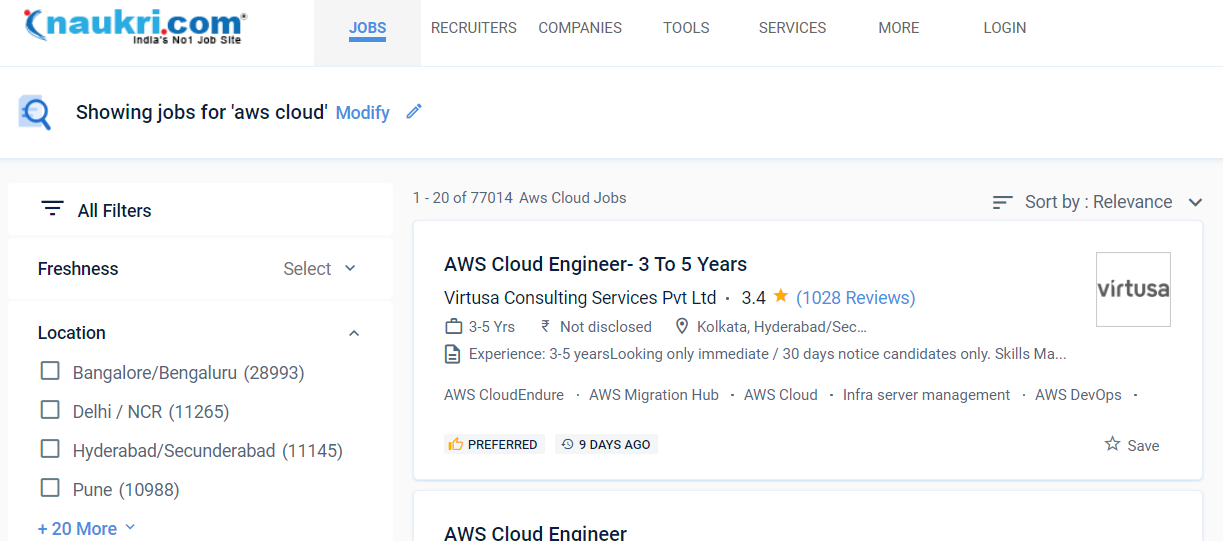 naukri.com
India's No1 Job Site
JOBS RECRUITERS COMPANIES TOOLS SERVICES MORE LOGIN
Showing jobs for 'aws cloud' Modify
All Filters
Freshness Select
Location
Bangalore/Bengaluru (28993)
Delhi / NCR (11265)
Hyderabad/Secunderabad (11145)
Pune (10988)
+ 20 More
1 - 20 of 77014 Aws Cloud Jobs
Sort by : Relevance
AWS Cloud Engineer- 3 To 5 Years
Virtusa Consulting Services Pvt Ltd · 3.4 ★ (1028 Reviews)
virtusa
3-5 Yrs ₹ Not disclosed Kolkata, Hyderabad/Sec...
Experience: 3-5 yearsLooking only immediate / 30 days notice candidates only. Skills Ma...
AWS CloudEndure · AWS Migration Hub · AWS Cloud · Infra server management · AWS DevOps ·
PREFERRED 9 DAYS AGO
Save
AWS Cloud Engineer